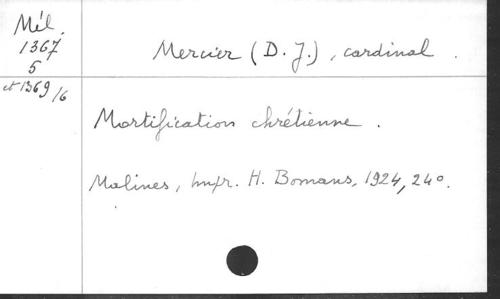 Mél.
1367
5
et 1369/6
Mercier (D. J.), cardinal.
Mortification chrétienne.
Malines, Impr. H. Bomans, 1924, 24°.